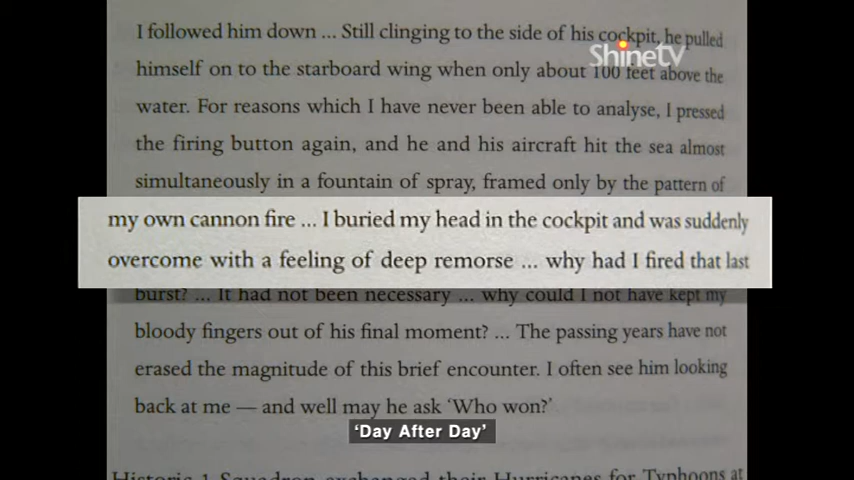 I followed him down ... Still clinging to the side of his cockpit, he pulled
ShineTV
himself on to the starboard wing when only about 100 feet above the
water. For reasons which I have never been able to analyse, I pressed
the firing button again, and he and his aircraft hit the sea almost
simultaneously in a fountain of spray, framed only by the pattern of
my own cannon fire ... I buried my head in the cockpit and was suddenly
overcome with a feeling of deep remorse ... why had I fired that last
burst? ... It had not been necessary ... why could I not have kept my
bloody fingers out of his final moment? ... The passing years have not
erased the magnitude of this brief encounter. I often see him looking
back at me — and well may he ask ‘Who won?’
‘Day After Day’
Historic 1 Squadron exchanged their Hurricanes for Typhoons at